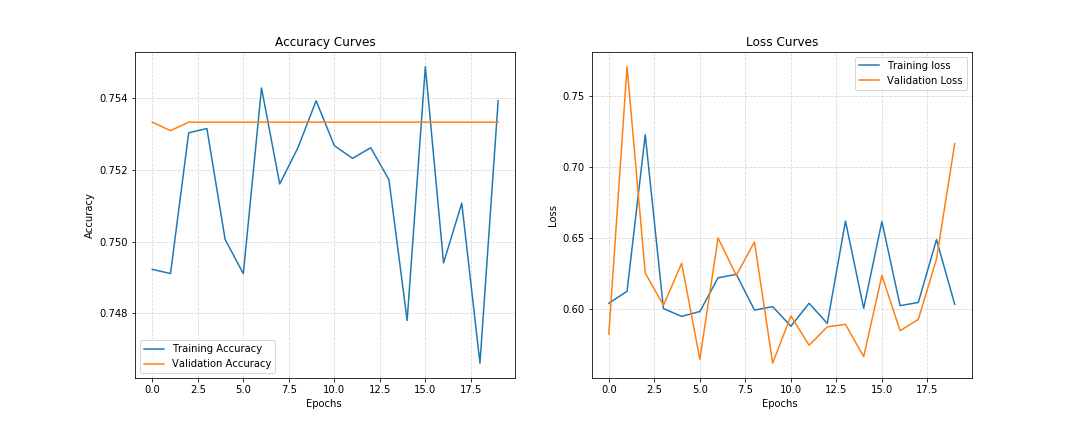 Accuracy Curves
Accuracy
0.754
0.752
0.750
0.748
Training Accuracy
Validation Accuracy
0.0 2.5 5.0 7.5 10.0 12.5 15.0 17.5
Epochs
Loss Curves
Loss
0.75
0.70
0.65
0.60
Training loss
Validation Loss
0.0 2.5 5.0 7.5 10.0 12.5 15.0 17.5
Epochs